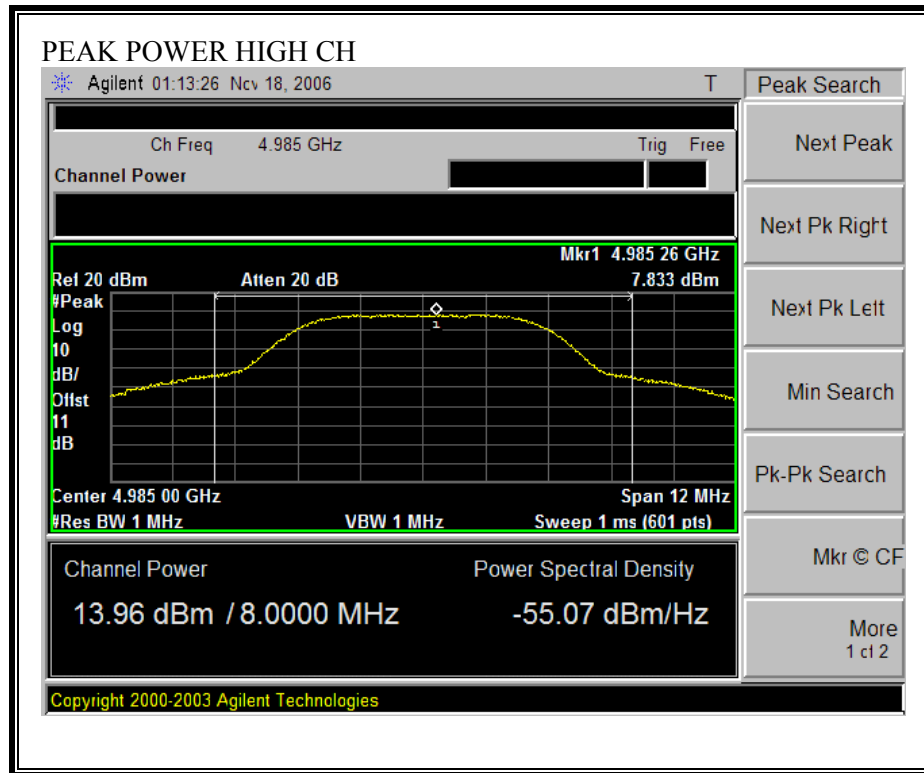 PEAK POWER HIGH CH
Agilent 01:13:26 Nov 18, 2006 T
Peak Search
Ch Freq 4.985 GHz Trig Free
Channel Power
Next Peak
Next Pk Right
Mkr1 4.985 26 GHz
Ref 20 dBm Atten 20 dB 7.833 dBm
#Peak
Log
10
dB/
Offst
11
dB
1
Next Pk Left
Min Search
Center 4.985 00 GHz Span 12 MHz
#Res BW 1 MHz VBW 1 MHz Sweep 1 ms (601 pts)
Pk-Pk Search
Channel Power Power Spectral Density
13.96 dBm / 8.0000 MHz -55.07 dBm/Hz
Mkr © CF
More
1 of 2
Copyright 2000-2003 Agilent Technologies